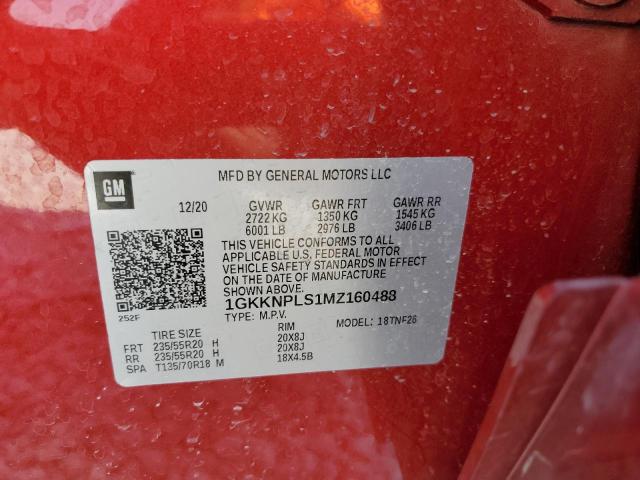 GM
MFD BY GENERAL MOTORS LLC
12/20 GVWR GAWR FRT GAWR RR
2722 KG 1350 KG 1545 KG
6001 LB 2976 LB 3406 LB
THIS VEHICLE CONFORMS TO ALL
APPLICABLE U.S. FEDERAL MOTOR
VEHICLE SAFETY STANDARDS IN EFFECT
ON THE DATE OF MANUFACTURE
SHOWN ABOVE.
252F 1GKKNPLS1MZ160488
TYPE: M.P.V. MODEL: 18TNF26
TIRE SIZE RIM
FRT 235/55R20 H 20X8J
RR 235/55R20 H 20X8J
SPA T135/70R18 M 18X4.5B